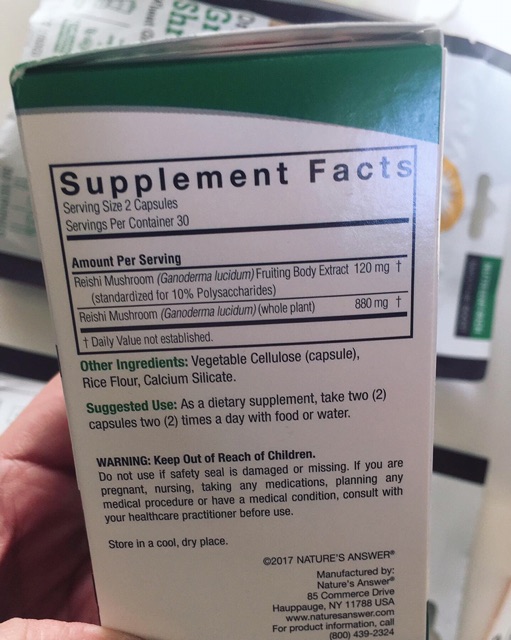 Supplement Facts
Serving Size 2 Capsules
Servings Per Container 30
Amount Per Serving
Reishi Mushroom (Ganoderma lucidum) Fruiting Body Extract 120 mg †
(standardized for 10% Polysaccharides)
Reishi Mushroom (Ganoderma lucidum) (whole plant) 880 mg †
† Daily Value not established.
Other Ingredients: Vegetable Cellulose (capsule),
Rice Flour, Calcium Silicate.
Suggested Use: As a dietary supplement, take two (2)
capsules two (2) times a day with food or water.
WARNING: Keep Out of Reach of Children.
Do not use if safety seal is damaged or missing. If you are
pregnant, nursing, taking any medications, planning any
medical procedure or have a medical condition, consult with
your healthcare practitioner before use.
Store in a cool, dry place.
©2017 NATURE'S ANSWER®
Manufactured by:
Nature's Answer®
85 Commerce Drive
Hauppauge, NY 11788 USA
www.naturesanswer.com
For product information, call
(800) 439-2324